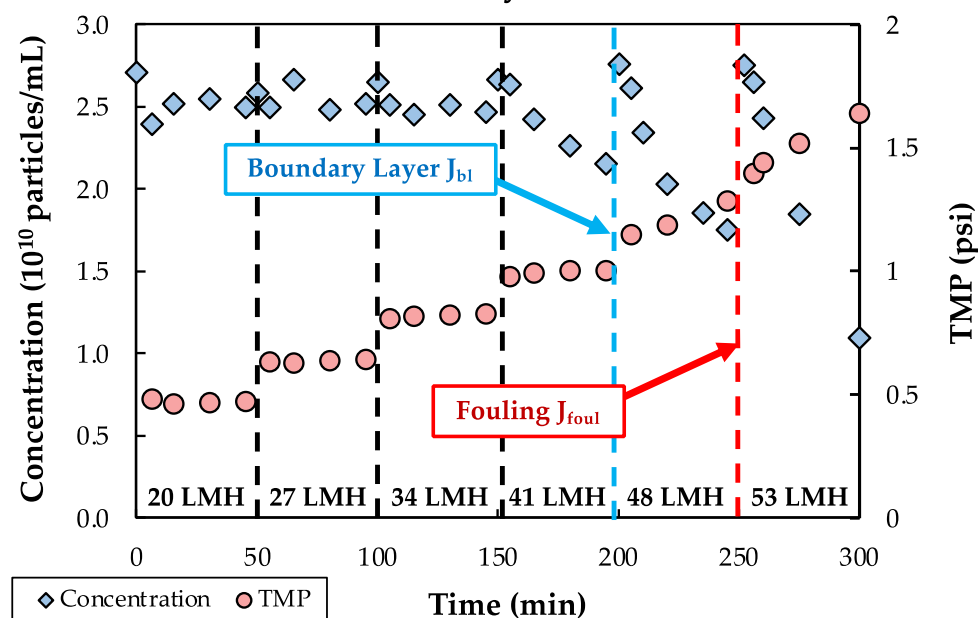 3.0
2.5
2.0
1.5
1.0
0.5
0.0
Concentration (10¹⁰ particles/mL)
2
1.5
1
0.5
0
TMP (psi)
Boundary Layer J_bl
Fouling J_foul
20 LMH 27 LMH 34 LMH 41 LMH 48 LMH 53 LMH
0 50 100 150 200 250 300
Time (min)
Concentration TMP